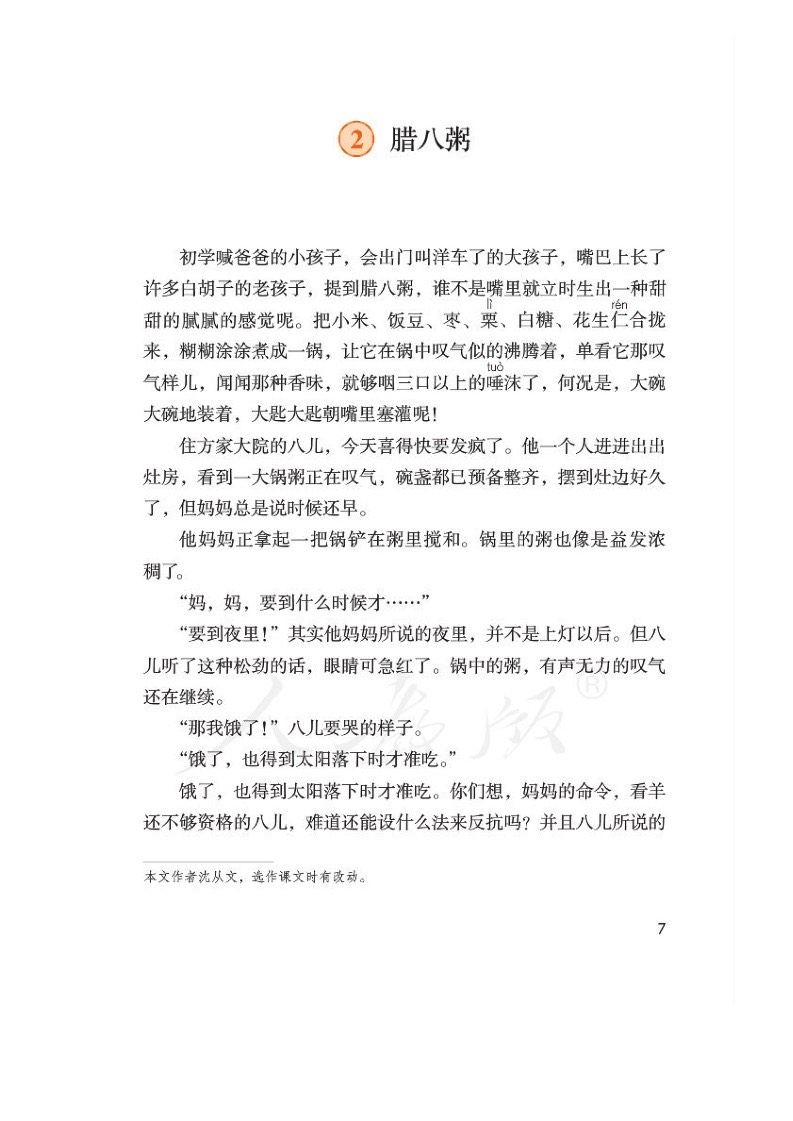 2 腊八粥
初学喊爸爸的小孩子，会出门叫洋车了的大孩子，嘴巴上长了
许多白胡子的老孩子，提到腊八粥，谁不是嘴里就立时生出一种甜
lì rén
甜的腻腻的感觉呢。把小米、饭豆、枣、栗、白糖、花生仁合拢
来，糊糊涂涂煮成一锅，让它在锅中叹气似的沸腾着，单看它那叹
tuò
气样儿，闻闻那种香味，就够咽三口以上的唾沫了，何况是，大碗
大碗地装着，大匙大匙朝嘴里塞灌呢！
住方家大院的八儿，今天喜得快要发疯了。他一个人进进出出
灶房，看到一大锅粥正在叹气，碗盏都已预备整齐，摆到灶边好久
了，但妈妈总是说时候还早。
他妈妈正拿起一把锅铲在粥里搅和。锅里的粥也像是益发浓
稠了。
“妈，妈，要到什么时候才……”
“要到夜里！”其实他妈妈所说的夜里，并不是上灯以后。但八
儿听了这种松劲的话，眼睛可急红了。锅中的粥，有声无力的叹气
还在继续。
“那我饿了！”八儿要哭的样子。
“饿了，也得到太阳落下时才准吃。”
饿了，也得到太阳落下时才准吃。你们想，妈妈的命令，看羊
还不够资格的八儿，难道还能设什么法来反抗吗？并且八儿所说的
本文作者沈从文，选作课文时有改动。
7
人教版®